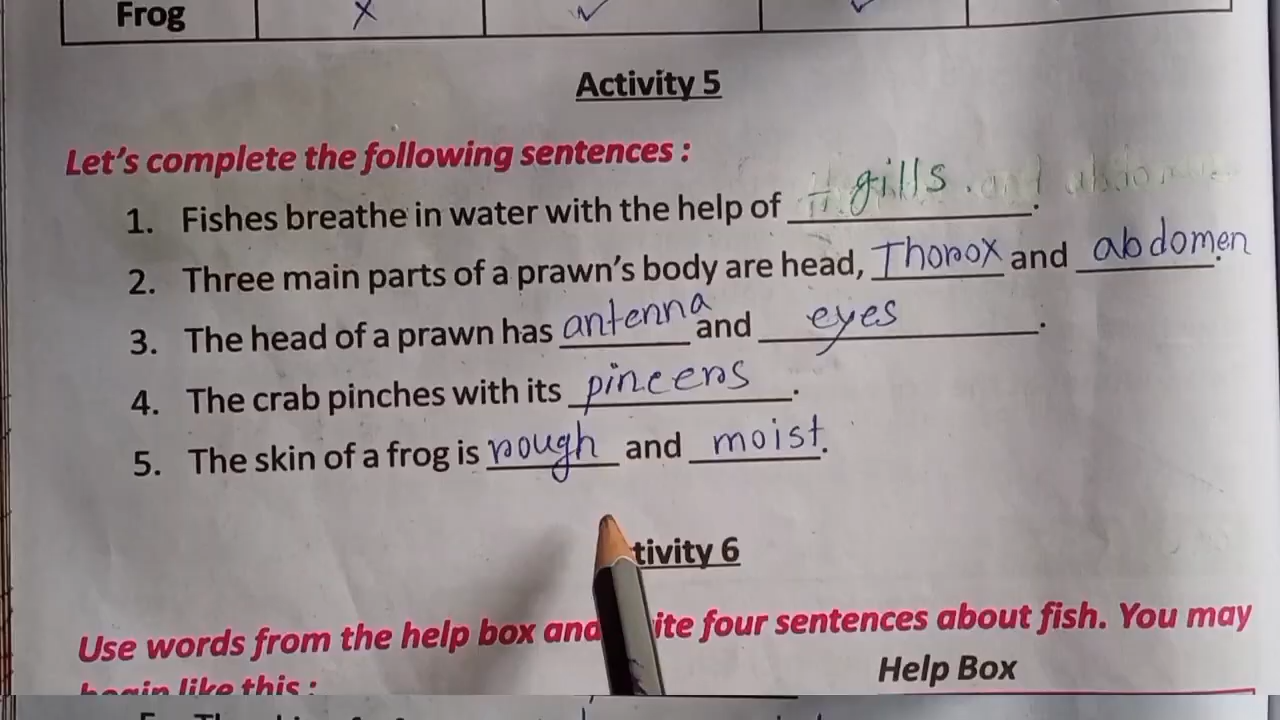 Frog X ✓ ✓
Activity 5
Let's complete the following sentences :
1. Fishes breathe in water with the help of gills.
2. Three main parts of a prawn's body are head, Thorox and abdomen.
3. The head of a prawn has antenna and eyes.
4. The crab pinches with its pincers.
5. The skin of a frog is rough and moist.
tivity 6
Use words from the help box and ite four sentences about fish. You may
begin like this :
Help Box